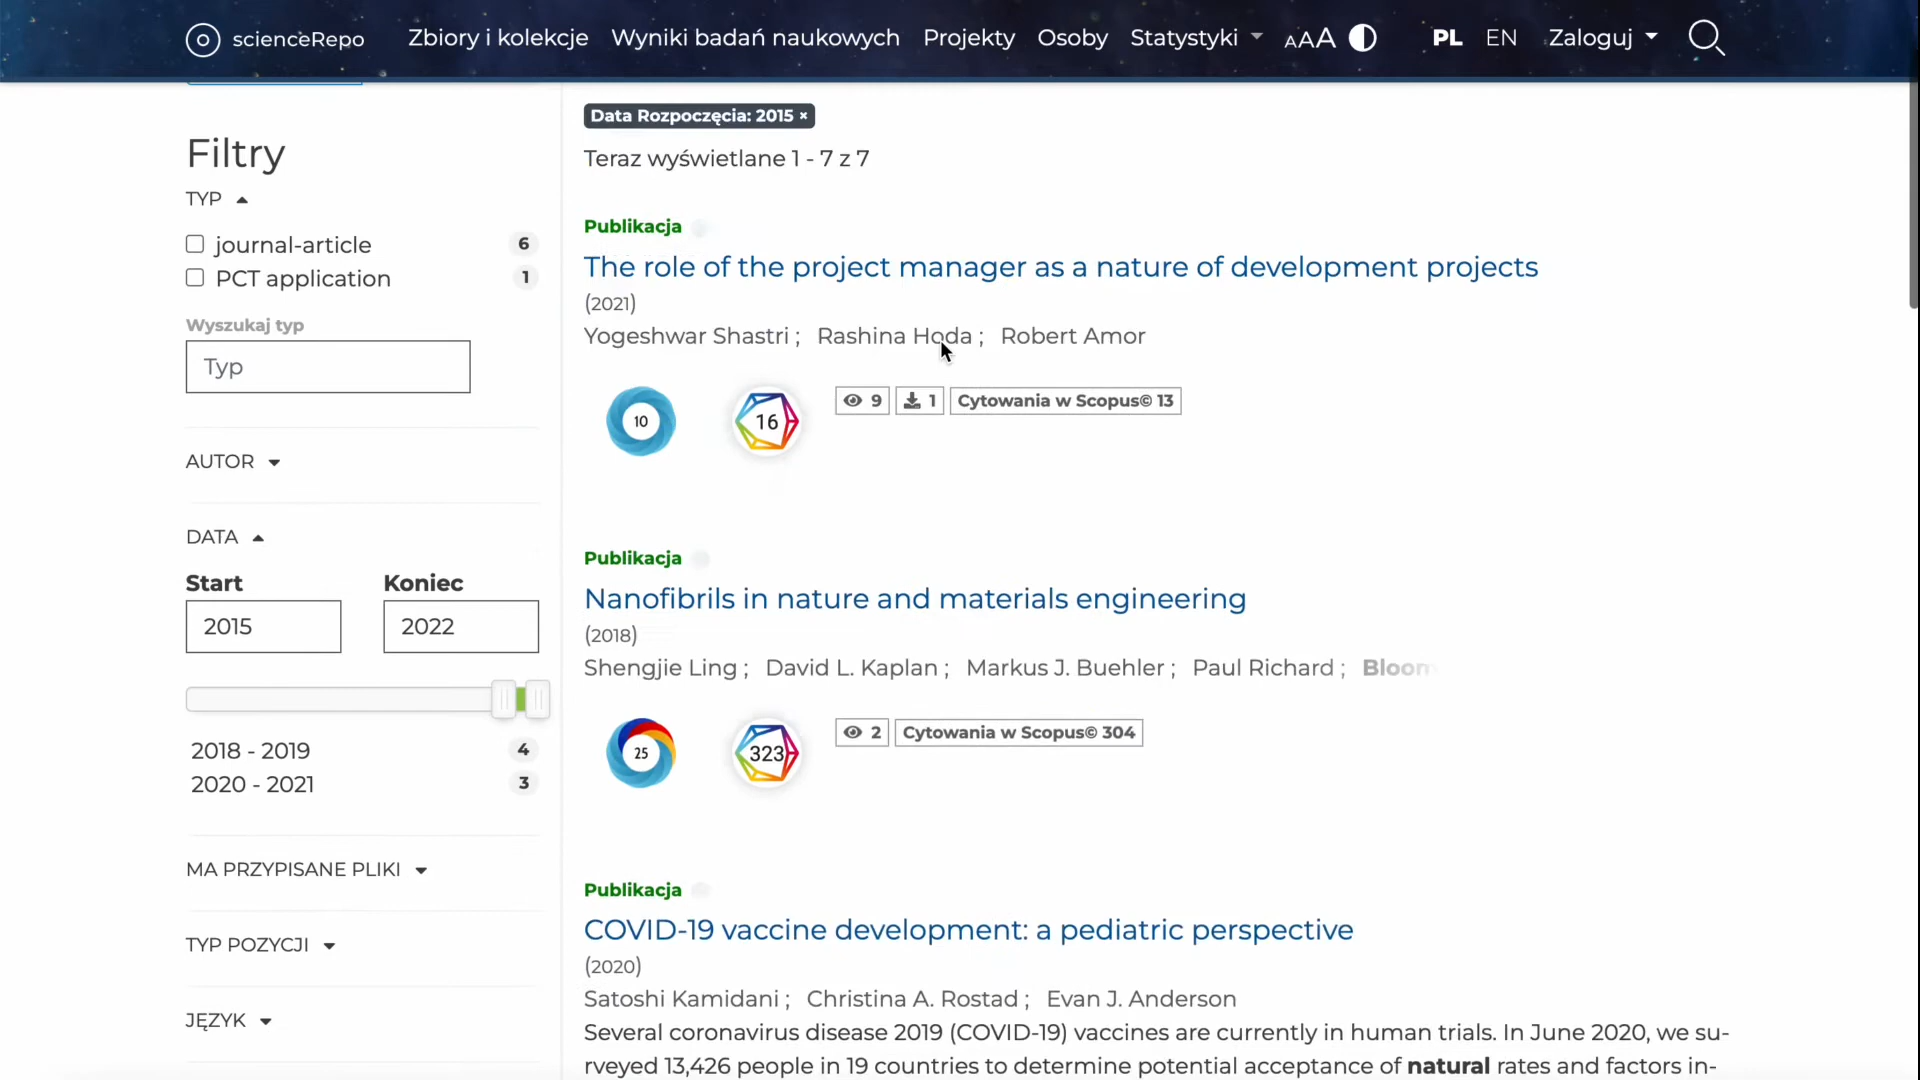 scienceRepo Zbiory i kolekcje Wyniki badań naukowych Projekty Osoby Statystyki AAA PL EN Zaloguj
Filtry
TYP
journal-article 6
PCT application 1
Wyszukaj typ
Typ
AUTOR
DATA
Start Koniec
2015 2022
2018 - 2019 4
2020 - 2021 3
MA PRZYPISANE PLIKI
TYP POZYCJI
JĘZYK
Data Rozpoczęcia: 2015 ×
Teraz wyświetlane 1 - 7 z 7
Publikacja
The role of the project manager as a nature of development projects
(2021)
Yogeshwar Shastri ; Rashina Hoda ; Robert Amor
10 16 9 1 Cytowania w Scopus© 13
Publikacja
Nanofibrils in nature and materials engineering
(2018)
Shengjie Ling ; David L. Kaplan ; Markus J. Buehler ; Paul Richard ; Bloom
25 323 2 Cytowania w Scopus© 304
Publikacja
COVID-19 vaccine development: a pediatric perspective
(2020)
Satoshi Kamidani ; Christina A. Rostad ; Evan J. Anderson
Several coronavirus disease 2019 (COVID-19) vaccines are currently in human trials. In June 2020, we su-
rveyed 13,426 people in 19 countries to determine potential acceptance of natural rates and factors in-